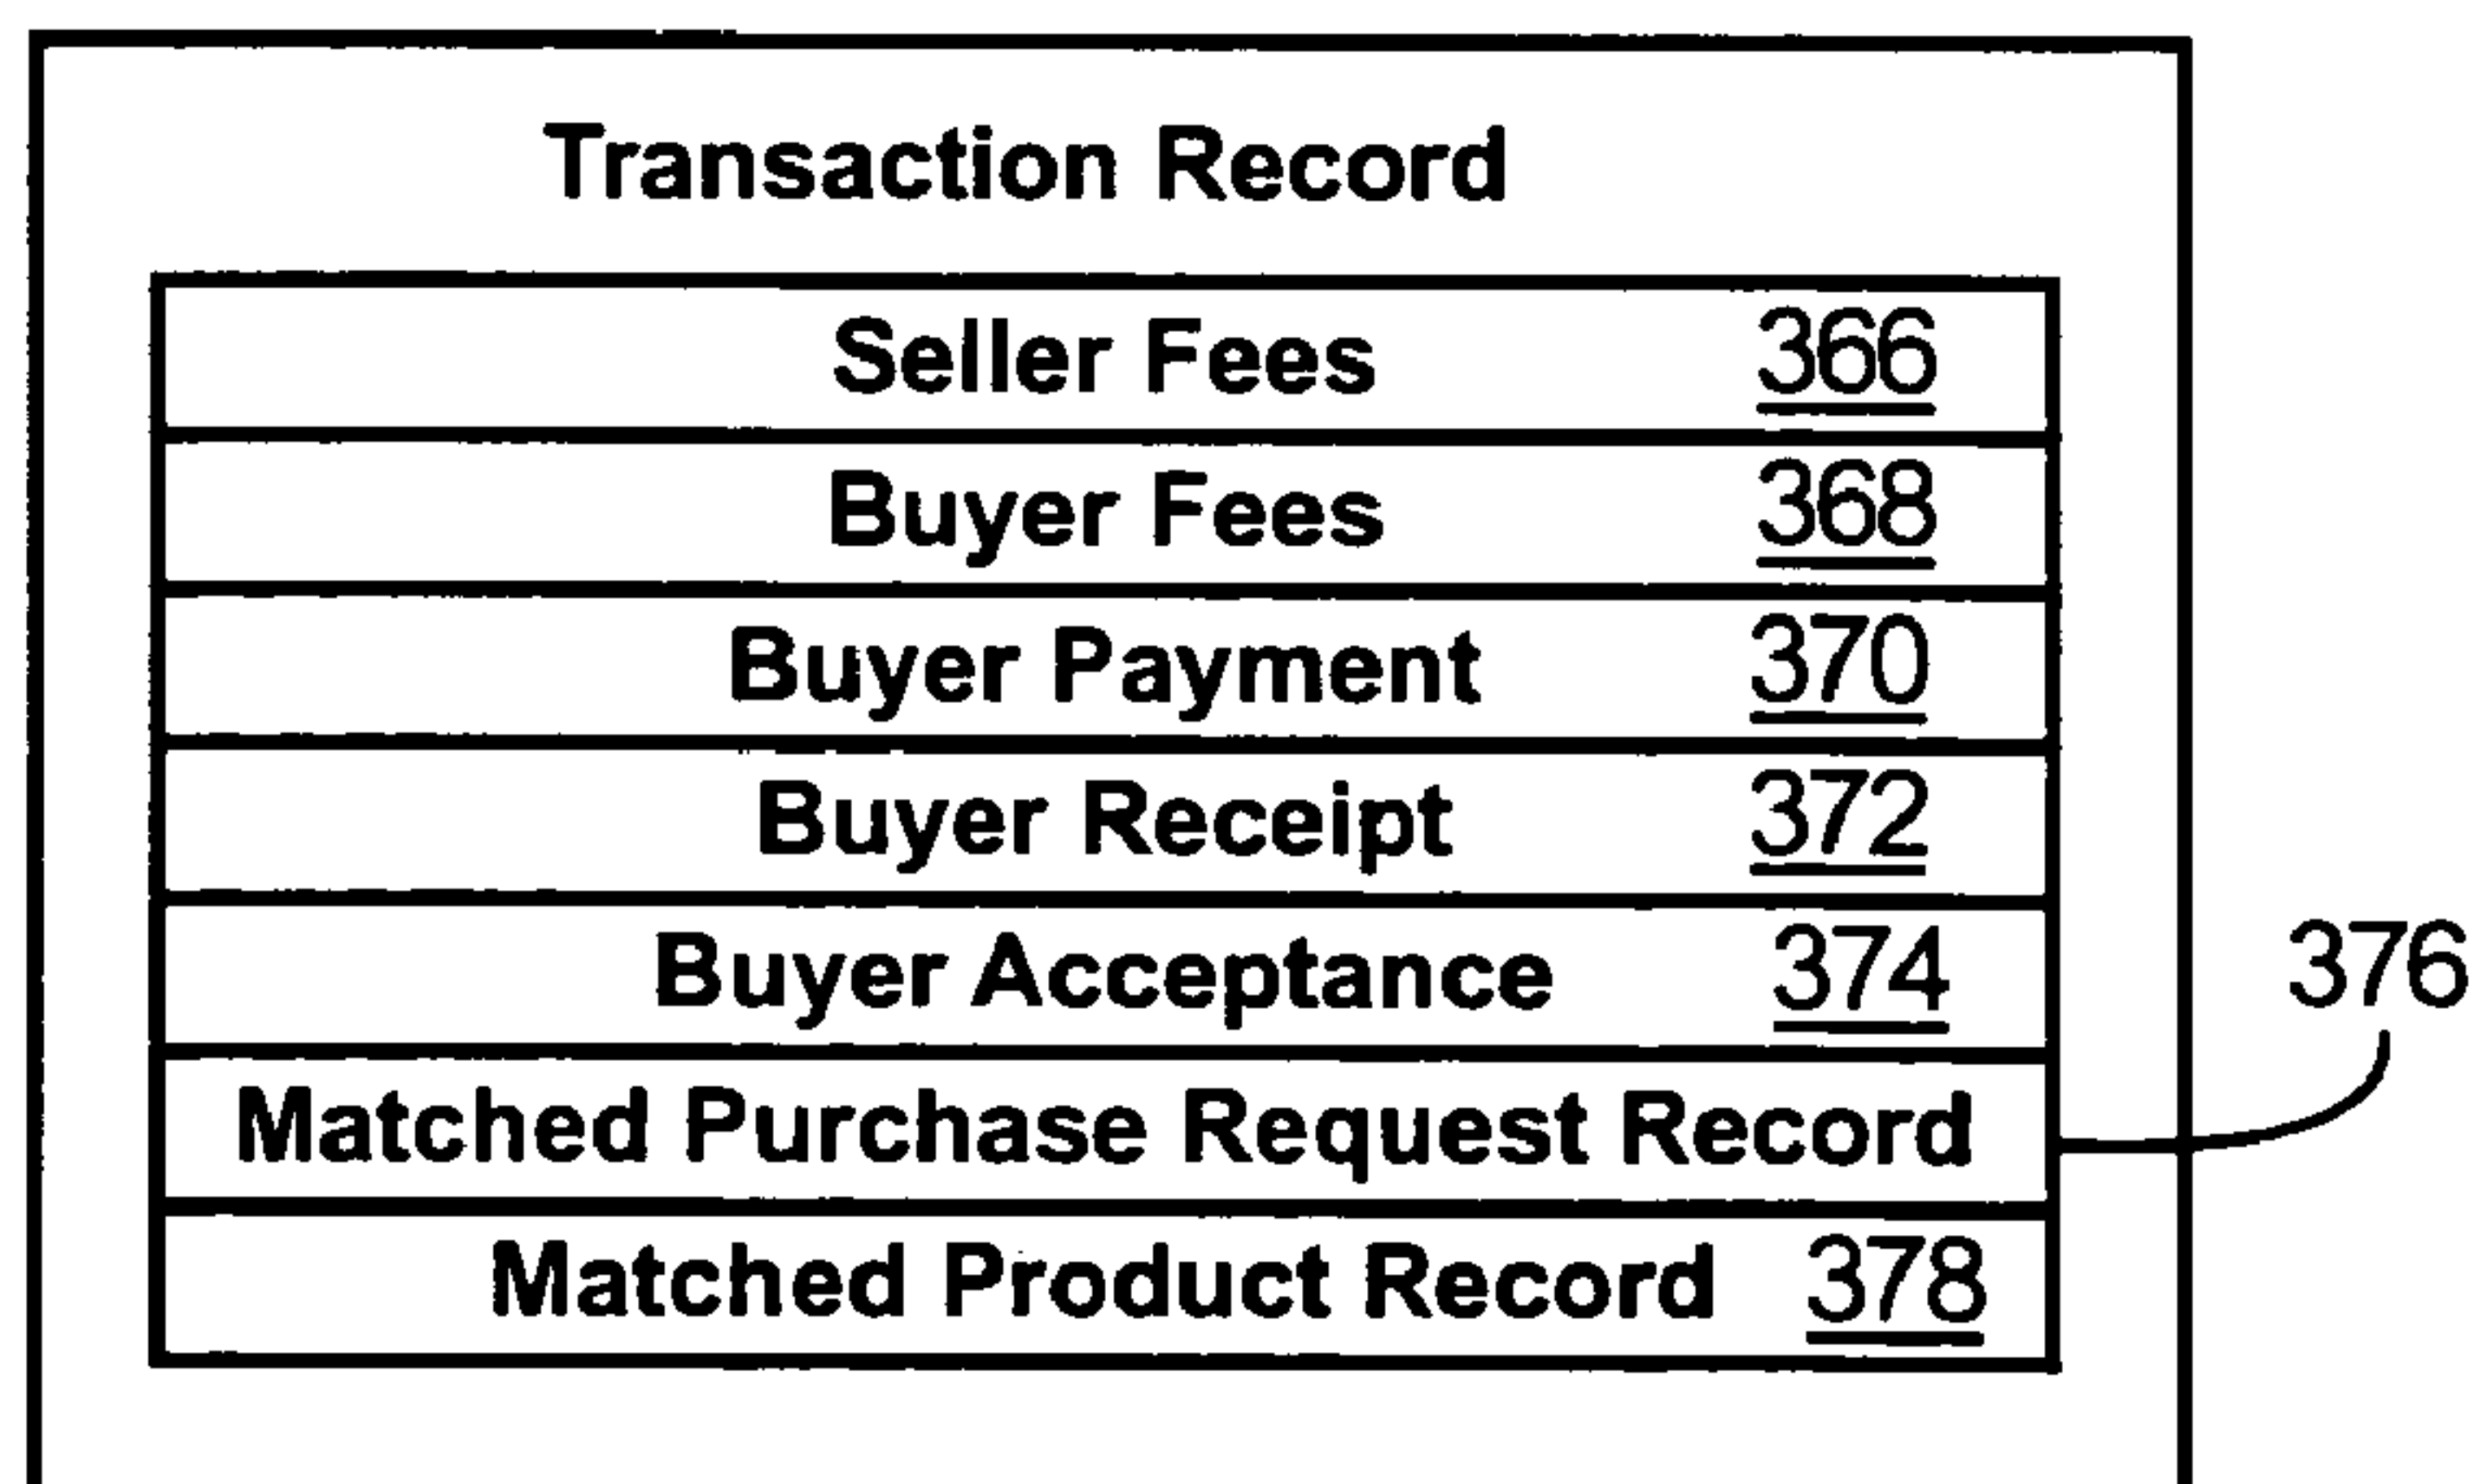 Transaction Record
Seller Fees 366
Buyer Fees 368
Buyer Payment 370
Buyer Receipt 372
Buyer Acceptance 374
376
Matched Purchase Request Record
Matched Product Record 378